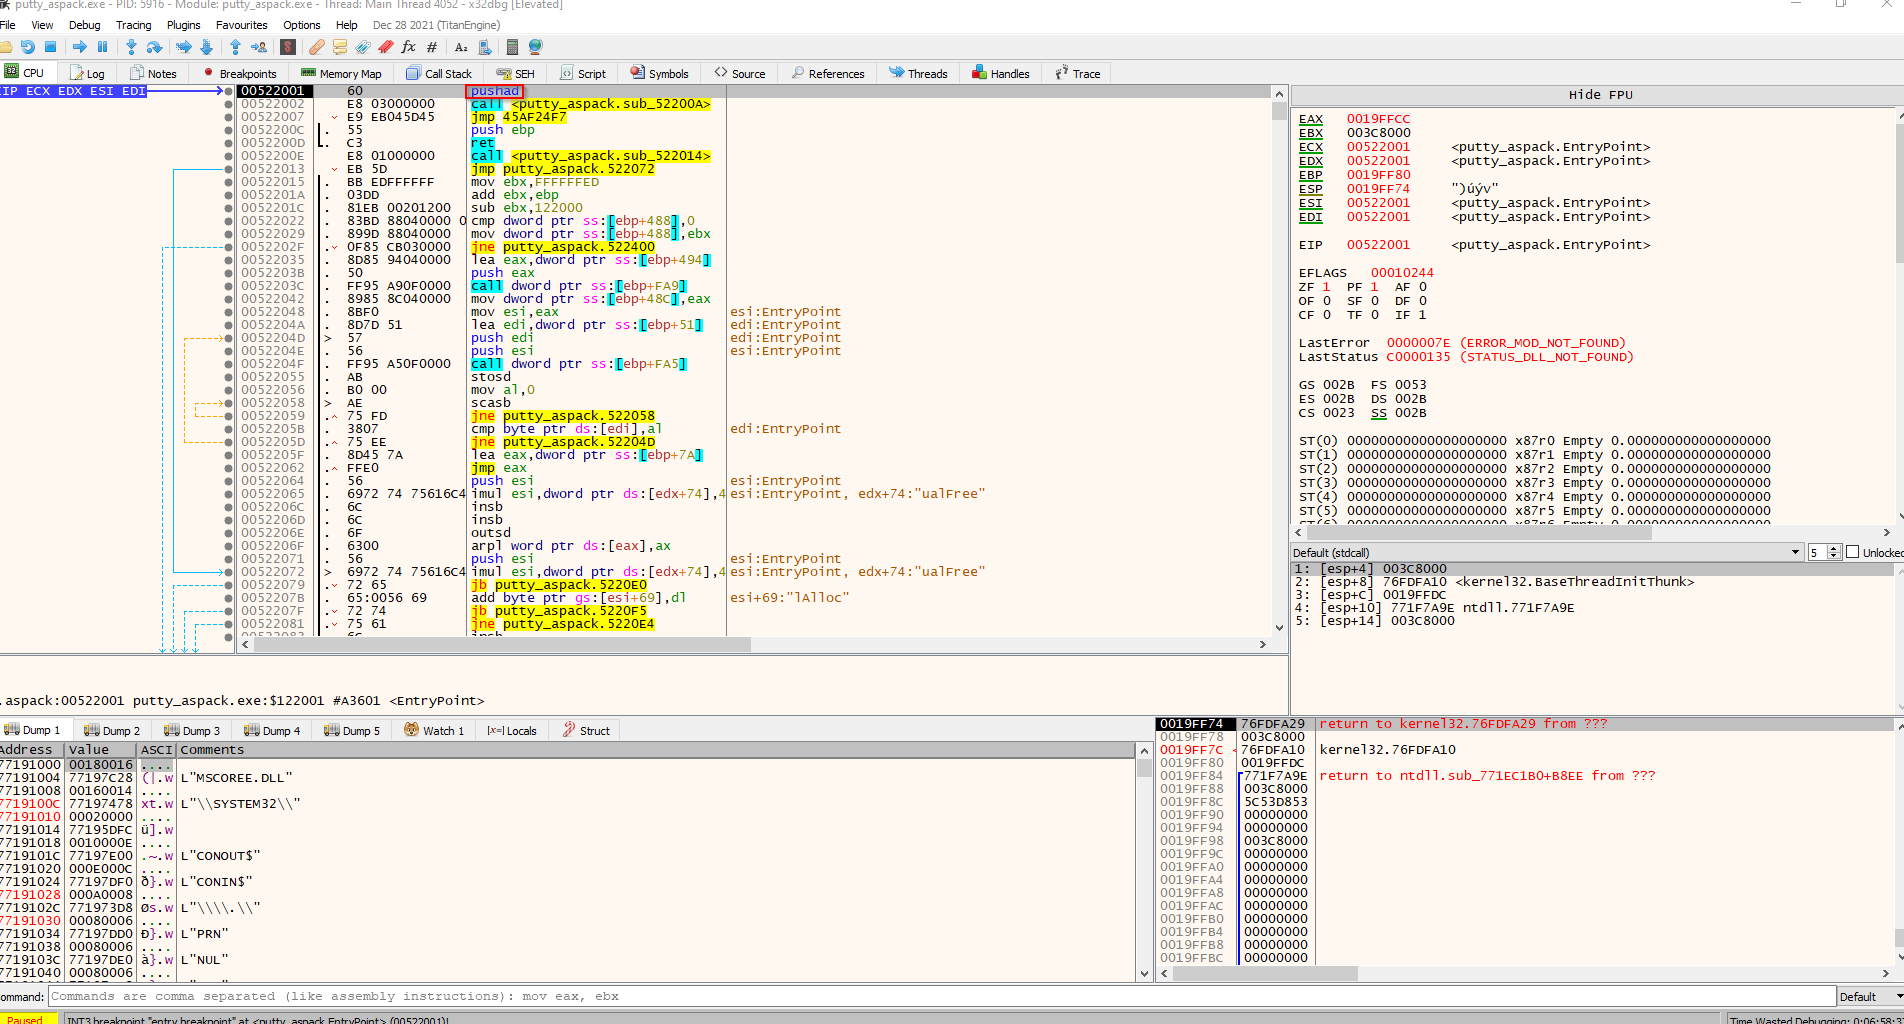 putty_aspack.exe - PID: 5916 - Module: putty_aspack.exe - Thread: Main Thread 4052 - x32dbg [Elevated]
File View Debug Tracing Plugins Favourites Options Help Dec 28 2021 (TitanEngine)
CPU Log Notes Breakpoints Memory Map Call Stack SEH Script Symbols Source References Threads Handles Trace
EIP ECX EDX ESI EDI
00522001 60 pushad
00522002 E8 03000000 call <putty_aspack.sub_52200A>
00522007 E9 EB045D45 jmp 45AF24F7
0052200C 55 push ebp
0052200D C3 ret
0052200E E8 01000000 call <putty_aspack.sub_522014>
00522013 EB 5D jmp putty_aspack.522072
00522015 BB EDFFFFFF mov ebx,FFFFFFED
0052201A 03DD add ebx,ebp
0052201C 81EB 00201200 sub ebx,122000
00522022 83BD 88040000 0 cmp dword ptr ss:[ebp+488],0
00522029 899D 88040000 mov dword ptr ss:[ebp+488],ebx
0052202F 0F85 CB030000 jne putty_aspack.522400
00522035 8D85 94040000 lea eax,dword ptr ss:[ebp+494]
0052203B 50 push eax
0052203C FF95 A90F0000 call dword ptr ss:[ebp+FA9]
00522042 8985 8C040000 mov dword ptr ss:[ebp+48C],eax
00522048 8BF0 mov esi,eax esi:EntryPoint
0052204A 8D7D 51 lea edi,dword ptr ss:[ebp+51] edi:EntryPoint
0052204D > 57 push edi edi:EntryPoint
0052204E 56 push esi esi:EntryPoint
0052204F FF95 A50F0000 call dword ptr ss:[ebp+FA5]
00522055 AB stosd
00522056 B0 00 mov al,0
00522058 > AE scasb
00522059 75 FD jne putty_aspack.522058
0052205B 3807 cmp byte ptr ds:[edi],al edi:EntryPoint
0052205D 75 EE jne putty_aspack.52204D
0052205F 8D45 7A lea eax,dword ptr ss:[ebp+7A]
00522062 FFE0 jmp eax
00522064 56 push esi esi:EntryPoint
00522065 6972 74 75616C4 imul esi,dword ptr ds:[edx+74],4 esi:EntryPoint, edx+74:"ualFree"
0052206C 6C insb
0052206D 6C insb
0052206E 6F outsd
0052206F 6300 arpl word ptr ds:[eax],ax
00522071 56 push esi esi:EntryPoint
00522072 > 6972 74 75616C4 imul esi,dword ptr ds:[edx+74],4 esi:EntryPoint, edx+74:"ualFree"
00522079 72 65 jb putty_aspack.5220E0
0052207B 65:0056 69 add byte ptr gs:[esi+69],dl esi+69:"lAlloc"
0052207F 72 74 jb putty_aspack.5220F5
00522081 75 61 jne putty_aspack.5220E4
.aspack:00522001 putty_aspack.exe:$122001 #A3601 <EntryPoint>
Hide FPU
EAX 0019FFCC
EBX 003C8000
ECX 00522001 <putty_aspack.EntryPoint>
EDX 00522001 <putty_aspack.EntryPoint>
EBP 0019FF80
ESP 0019FF74 ")úýv"
ESI 00522001 <putty_aspack.EntryPoint>
EDI 00522001 <putty_aspack.EntryPoint>
EIP 00522001 <putty_aspack.EntryPoint>
EFLAGS 00010244
ZF 1 PF 1 AF 0
OF 0 SF 0 DF 0
CF 0 TF 0 IF 1
LastError 0000007E (ERROR_MOD_NOT_FOUND)
LastStatus C0000135 (STATUS_DLL_NOT_FOUND)
GS 002B FS 0053
ES 002B DS 002B
CS 0023 SS 002B
ST(0) 00000000000000000000 x87r0 Empty 0.000000000000000000
ST(1) 00000000000000000000 x87r1 Empty 0.000000000000000000
ST(2) 00000000000000000000 x87r2 Empty 0.000000000000000000
ST(3) 00000000000000000000 x87r3 Empty 0.000000000000000000
ST(4) 00000000000000000000 x87r4 Empty 0.000000000000000000
ST(5) 00000000000000000000 x87r5 Empty 0.000000000000000000
Default (stdcall) 5 Unlocked
1: [esp+4] 003C8000
2: [esp+8] 76FDFA10 <kernel32.BaseThreadInitThunk>
3: [esp+C] 0019FFDC
4: [esp+10] 771F7A9E ntdll.771F7A9E
5: [esp+14] 003C8000
Dump 1 Dump 2 Dump 3 Dump 4 Dump 5 Watch 1 [x=] Locals Struct
Address Value ASCI Comments
77191000 00180016 ....
77191004 77197C28 (|.w L"MSCOREE.DLL"
77191008 00160014 ....
7719100C 77197478 xt.w L"\\SYSTEM32\\"
77191010 00020000 ....
77191014 77195DFC ü].w
77191018 0010000E ....
7719101C 77197E00 .~.w L"CONOUT$"
77191020 000E000C ....
77191024 77197DF0 ð}.w L"CONIN$"
77191028 000A0008 ....
7719102C 771973D8 Øs.w L"\\\\.\\"
77191030 00080006 ....
77191034 77197DD0 Ð}.w L"PRN"
77191038 00080006 ....
7719103C 77197DE0 à}.w L"NUL"
77191040 00080006 ....
0019FF74 76FDFA29 return to kernel32.76FDFA29 from ???
0019FF78 003C8000
0019FF7C 76FDFA10 kernel32.76FDFA10
0019FF80 0019FFDC
0019FF84 771F7A9E return to ntdll.sub_771EC1B0+B8EE from ???
0019FF88 003C8000
0019FF8C 5C53D853
0019FF90 00000000
0019FF94 00000000
0019FF98 003C8000
0019FF9C 00000000
0019FFA0 00000000
0019FFA4 00000000
0019FFA8 00000000
0019FFAC 00000000
0019FFB0 00000000
0019FFB4 00000000
0019FFB8 00000000
0019FFBC 00000000
ommand: Commands are comma separated (like assembly instructions): mov eax, ebx Default
Paused INT3 breakpoint "entry breakpoint" at <putty_aspack.EntryPoint> (00522001)! Time Wasted Debugging: 0:06:58:3